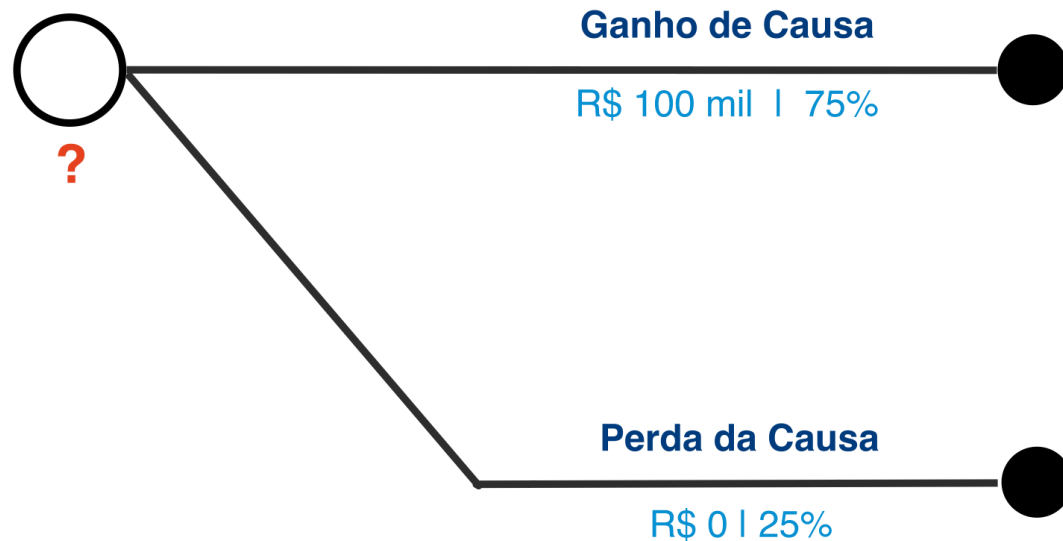 Ganho de Causa
R$ 100 mil | 75%
?
Perda da Causa
R$ 0 | 25%